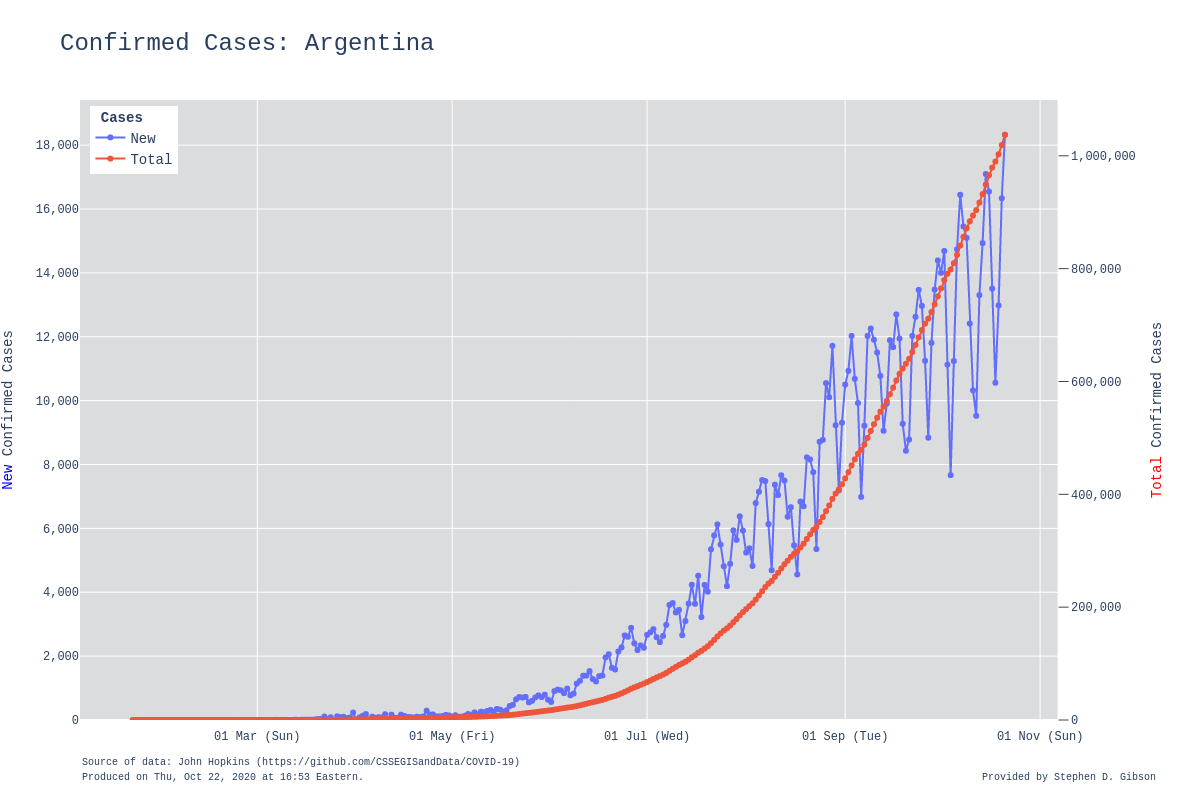 Confirmed Cases: Argentina
Cases
New
Total
18,000
16,000
14,000
12,000
10,000
8,000
6,000
4,000
2,000
0
New Confirmed Cases
1,000,000
800,000
600,000
400,000
200,000
0
Total Confirmed Cases
01 Mar (Sun)
01 May (Fri)
01 Jul (Wed)
01 Sep (Tue)
01 Nov (Sun)
Source of data: John Hopkins (https://github.com/CSSEGISandData/COVID-19)
Produced on Thu, Oct 22, 2020 at 16:53 Eastern.
Provided by Stephen D. Gibson